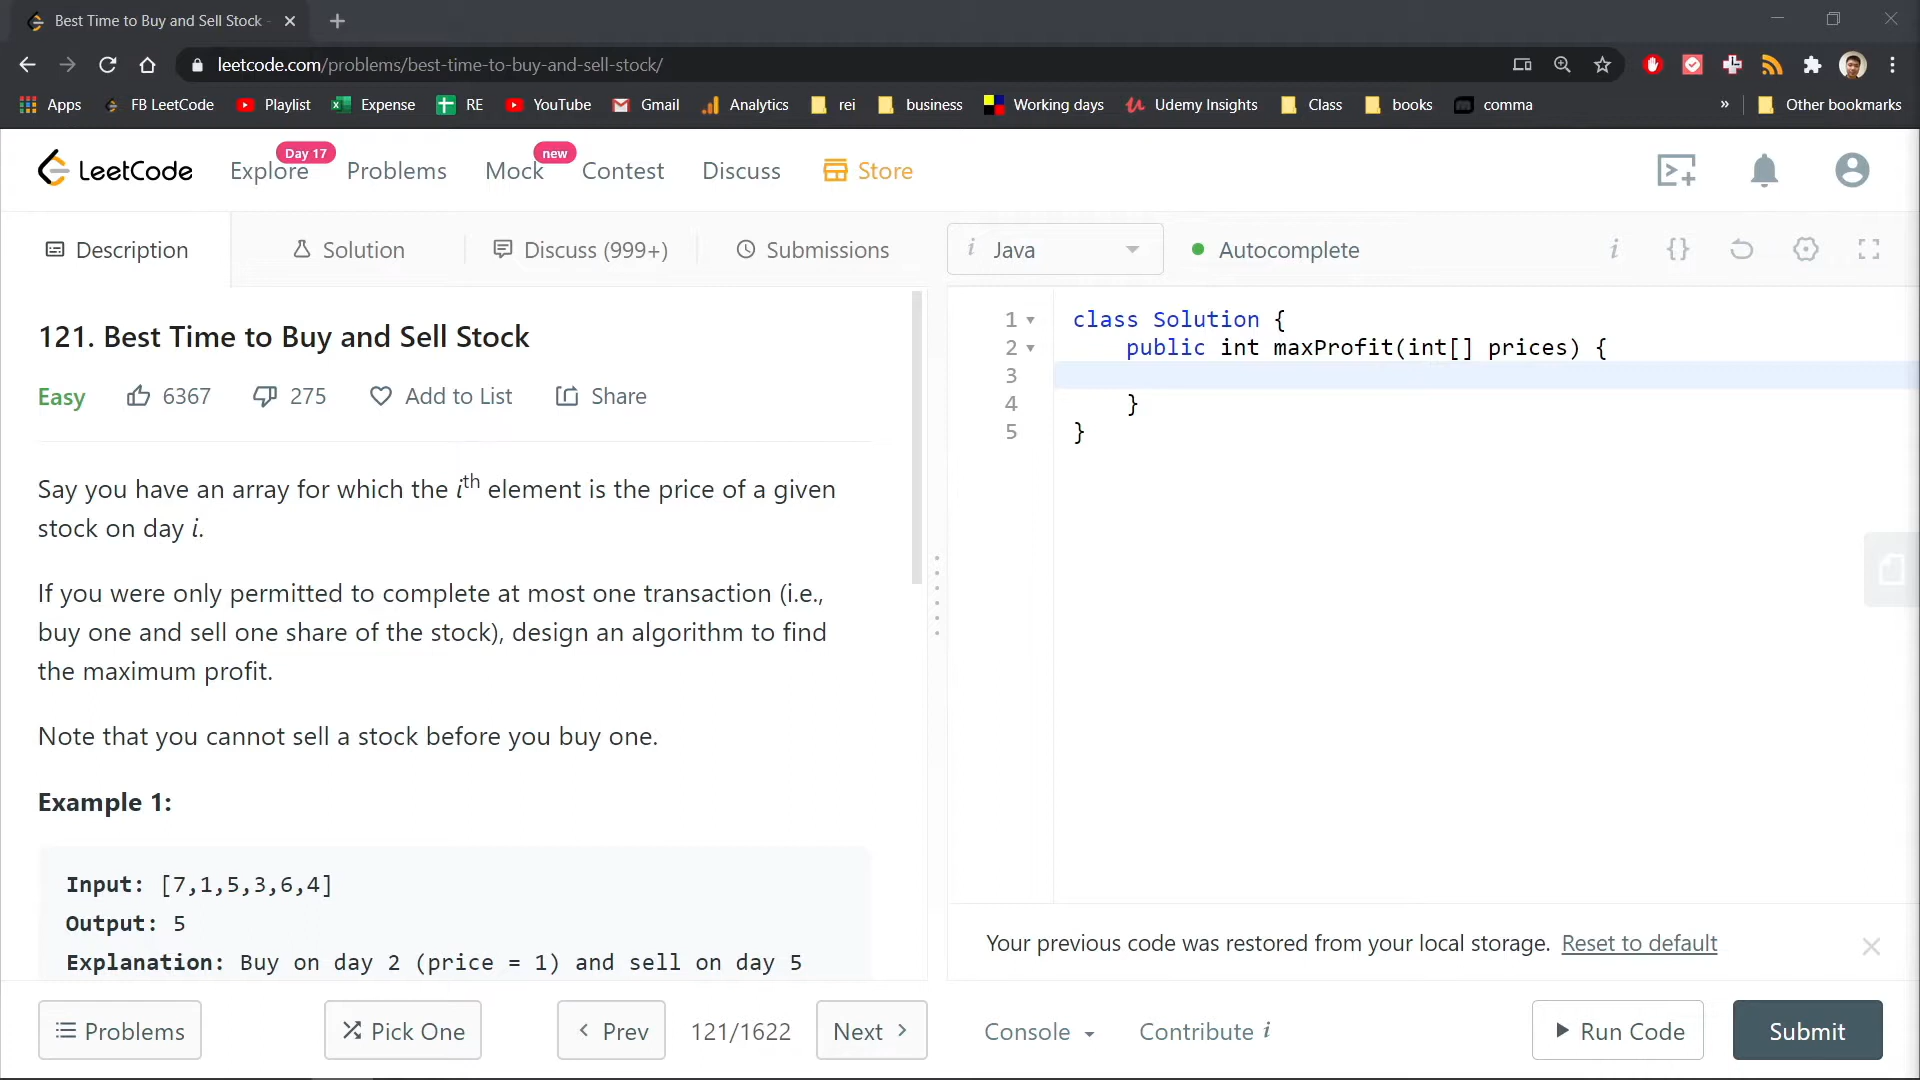 Best Time to Buy and Sell Stock -
leetcode.com/problems/best-time-to-buy-and-sell-stock/
Apps FB LeetCode Playlist Expense RE YouTube Gmail Analytics rei business Working days Udemy Insights Class books comma » Other bookmarks
LeetCode Explore Day 17 Problems Mock new Contest Discuss Store
Description Solution Discuss (999+) Submissions
i Java Autocomplete i {}
121. Best Time to Buy and Sell Stock
Easy 6367 275 Add to List Share
Say you have an array for which the ith element is the price of a given
stock on day i.
If you were only permitted to complete at most one transaction (i.e.,
buy one and sell one share of the stock), design an algorithm to find
the maximum profit.
Note that you cannot sell a stock before you buy one.
Example 1:
Input: [7,1,5,3,6,4]
Output: 5
Explanation: Buy on day 2 (price = 1) and sell on day 5
1 class Solution {
2 public int maxProfit(int[] prices) {
3
4 }
5 }
Your previous code was restored from your local storage. Reset to default
Problems Pick One Prev 121/1622 Next Console Contribute i Run Code Submit